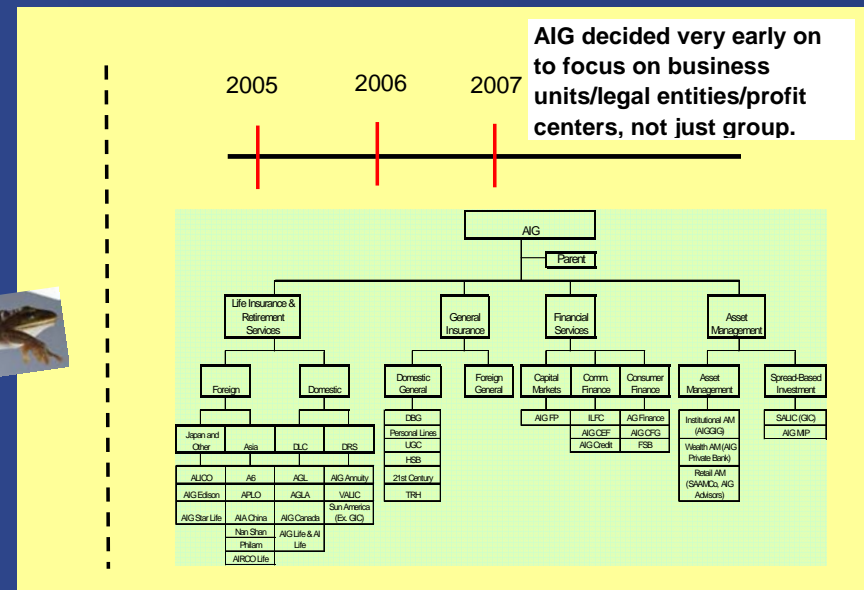 AIG decided very early on
to focus on business
units/legal entities/profit
centers, not just group.
2005
2006
2007
AIG
Parent
Life Insurance &
Retirement
Services
General
Insurance
Financial
Services
Asset
Management
Foreign
Domestic
Domestic
General
Foreign
General
Capital
Markets
Comm.
Finance
Consumer
Finance
Asset
Management
Spread-Based
Investment
Japan and
Other
Asia
DLC
DRS
ALICO
AIG Edison
AIG Star Life
A6
APLO
AIA China
Nan Shan
Philam
AIRCO Life
AGL
AGLA
AIG Canada
AIG Life & AI
Life
AIG Annuity
VALIC
Sun America
(Ex. GIC)
DBG
Personal Lines
UGC
HSB
21st Century
TRH
AIG FP
ILFC
AIG CEF
AIG Credit
AG Finance
AIG CFG
FSB
Institutional AM
(AIGGIG)
Wealth AM (AIG
Private Bank)
Retail AM
(SAAMCo, AIG
Advisors)
SALIC (GIC)
AIG MIP